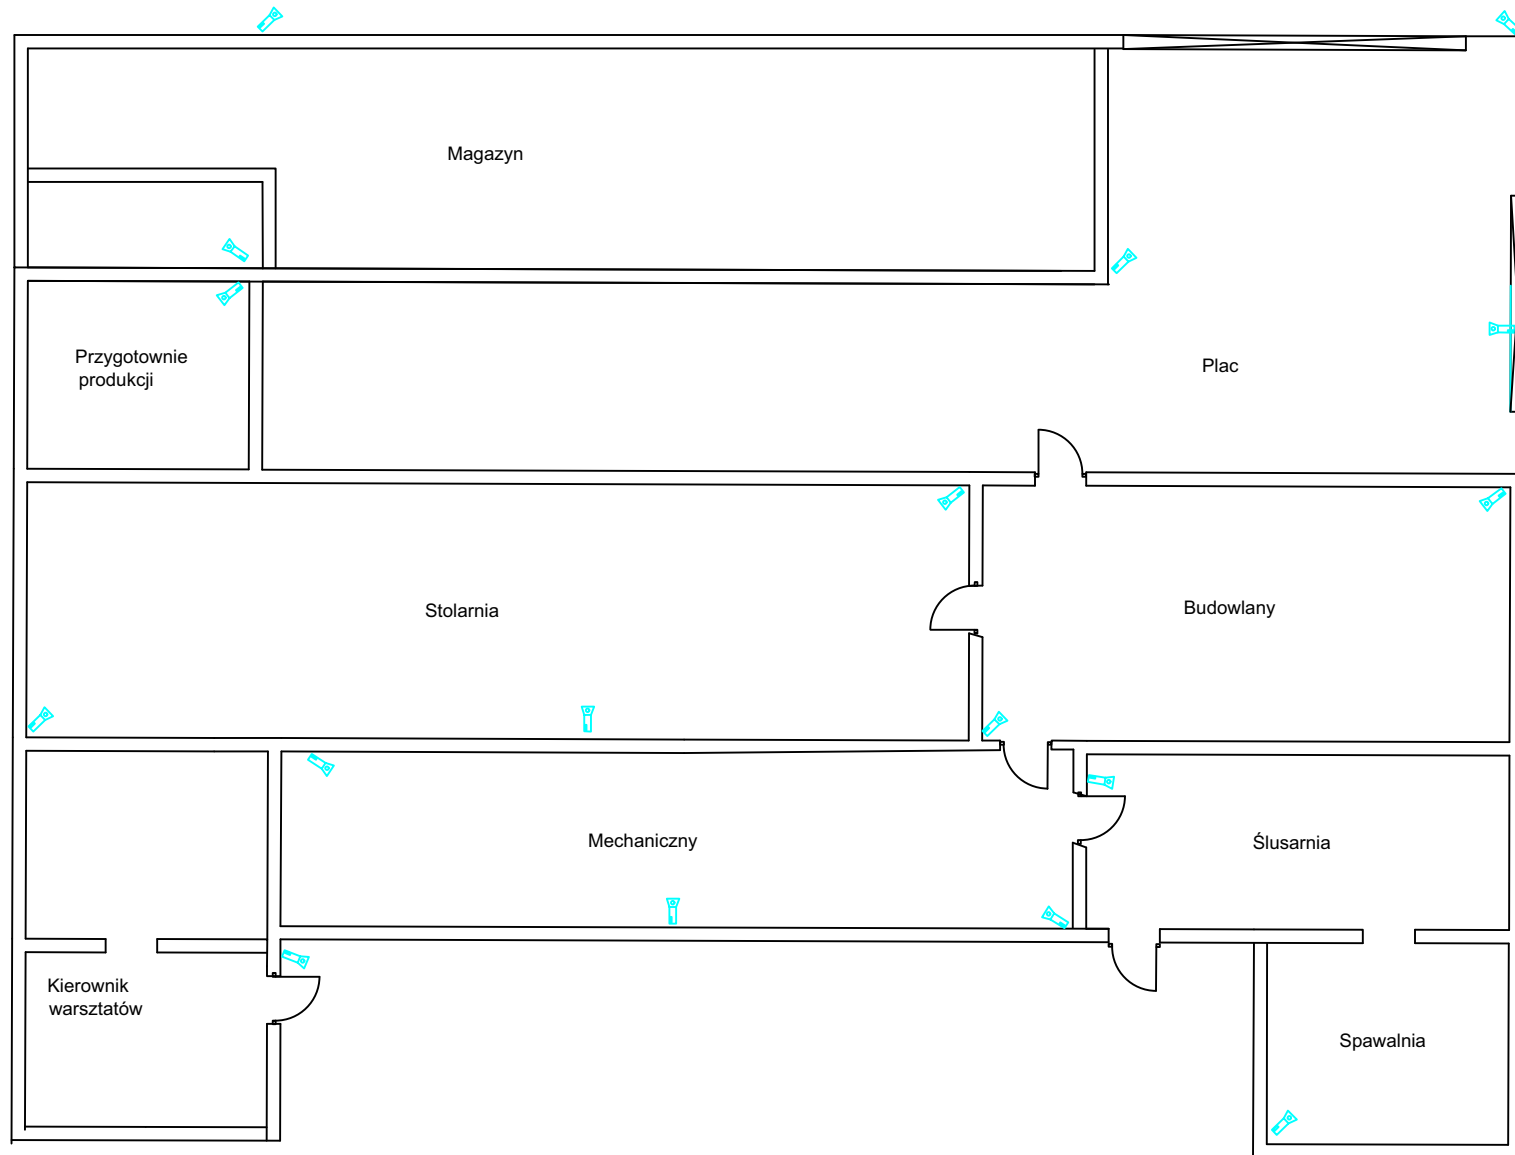 Magazyn
Przygotownie
produkcji
Plac
Stolarnia
Budowlany
Mechaniczny
Ślusarnia
Kierownik
warsztatów
Spawalnia